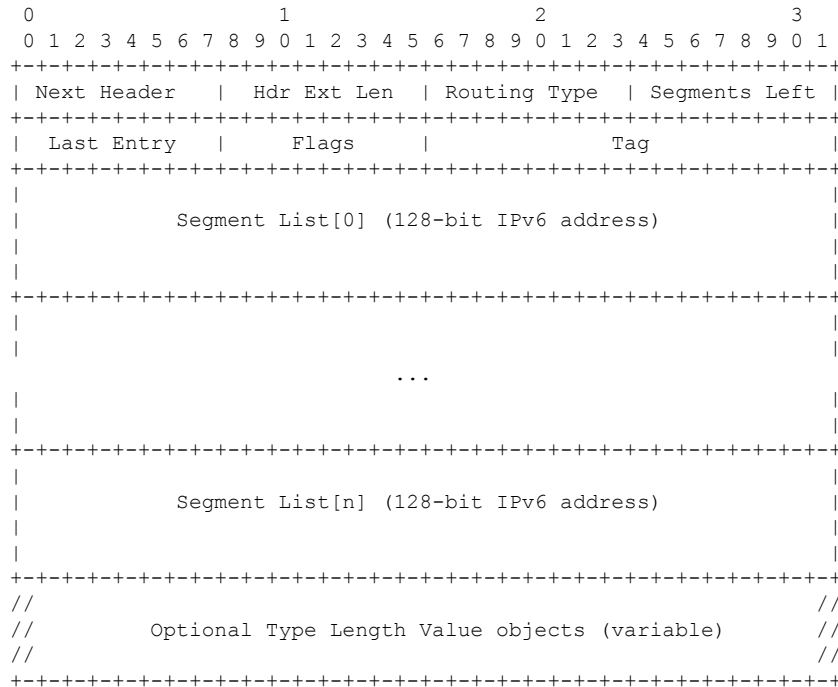 0                   1                   2                   3
0 1 2 3 4 5 6 7 8 9 0 1 2 3 4 5 6 7 8 9 0 1 2 3 4 5 6 7 8 9 0 1
+-+-+-+-+-+-+-+-+-+-+-+-+-+-+-+-+-+-+-+-+-+-+-+-+-+-+-+-+-+-+-+-+
| Next Header   |  Hdr Ext Len  | Routing Type  | Segments Left |
+-+-+-+-+-+-+-+-+-+-+-+-+-+-+-+-+-+-+-+-+-+-+-+-+-+-+-+-+-+-+-+-+
|  Last Entry   |     Flags     |              Tag              |
+-+-+-+-+-+-+-+-+-+-+-+-+-+-+-+-+-+-+-+-+-+-+-+-+-+-+-+-+-+-+-+-+
|                                                               |
|            Segment List[0] (128-bit IPv6 address)             |
|                                                               |
|                                                               |
+-+-+-+-+-+-+-+-+-+-+-+-+-+-+-+-+-+-+-+-+-+-+-+-+-+-+-+-+-+-+-+-+
|                                                               |
|                                                               |
...
|                                                               |
|                                                               |
+-+-+-+-+-+-+-+-+-+-+-+-+-+-+-+-+-+-+-+-+-+-+-+-+-+-+-+-+-+-+-+-+
|                                                               |
|            Segment List[n] (128-bit IPv6 address)             |
|                                                               |
|                                                               |
+-+-+-+-+-+-+-+-+-+-+-+-+-+-+-+-+-+-+-+-+-+-+-+-+-+-+-+-+-+-+-+-+
//                                                             //
//         Optional Type Length Value objects (variable)       //
//                                                             //
+-+-+-+-+-+-+-+-+-+-+-+-+-+-+-+-+-+-+-+-+-+-+-+-+-+-+-+-+-+-+-+-+